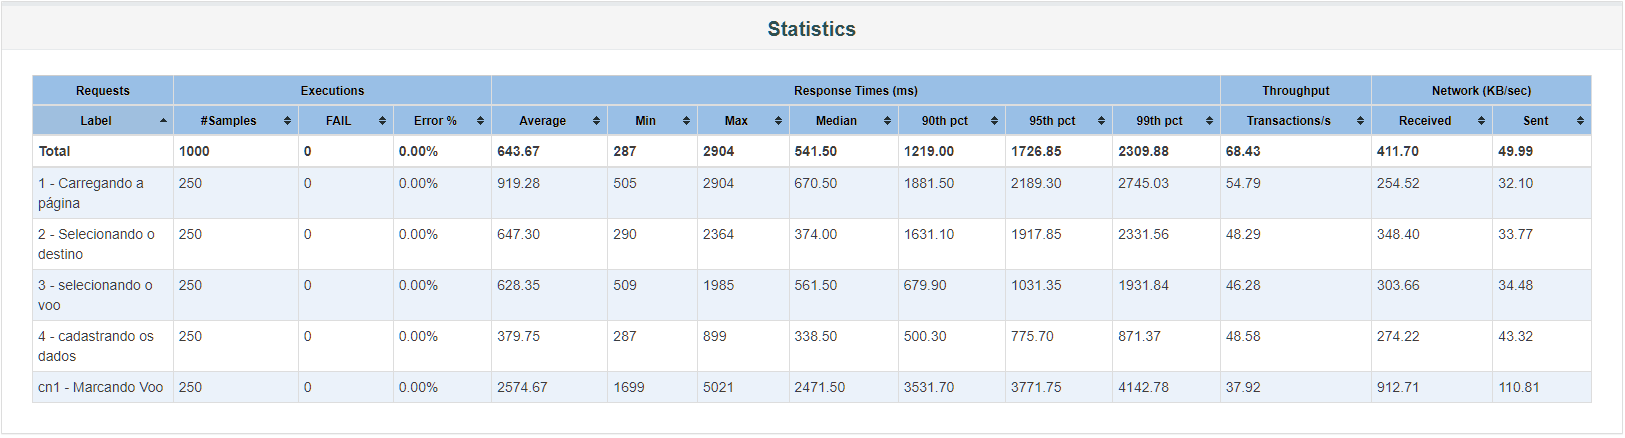 Statistics
Requests Executions Response Times (ms) Throughput Network (KB/sec)
Label #Samples FAIL Error % Average Min Max Median 90th pct 95th pct 99th pct Transactions/s Received Sent
Total 1000 0 0.00% 643.67 287 2904 541.50 1219.00 1726.85 2309.88 68.43 411.70 49.99
1 - Carregando a 250 0 0.00% 919.28 505 2904 670.50 1881.50 2189.30 2745.03 54.79 254.52 32.10
página
2 - Selecionando o 250 0 0.00% 647.30 290 2364 374.00 1631.10 1917.85 2331.56 48.29 348.40 33.77
destino
3 - selecionando o 250 0 0.00% 628.35 509 1985 561.50 679.90 1031.35 1931.84 46.28 303.66 34.48
voo
4 - cadastrando os 250 0 0.00% 379.75 287 899 338.50 500.30 775.70 871.37 48.58 274.22 43.32
dados
cn1 - Marcando Voo 250 0 0.00% 2574.67 1699 5021 2471.50 3531.70 3771.75 4142.78 37.92 912.71 110.81